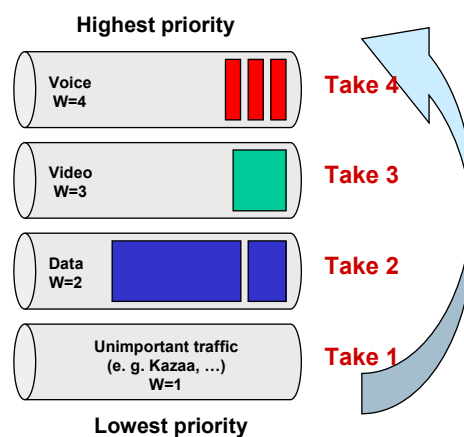 Highest priority
Voice
W=4
Take 4
Video
W=3
Take 3
Data
W=2
Take 2
Unimportant traffic
(e. g. Kazaa, ...)
W=1
Take 1
Lowest priority